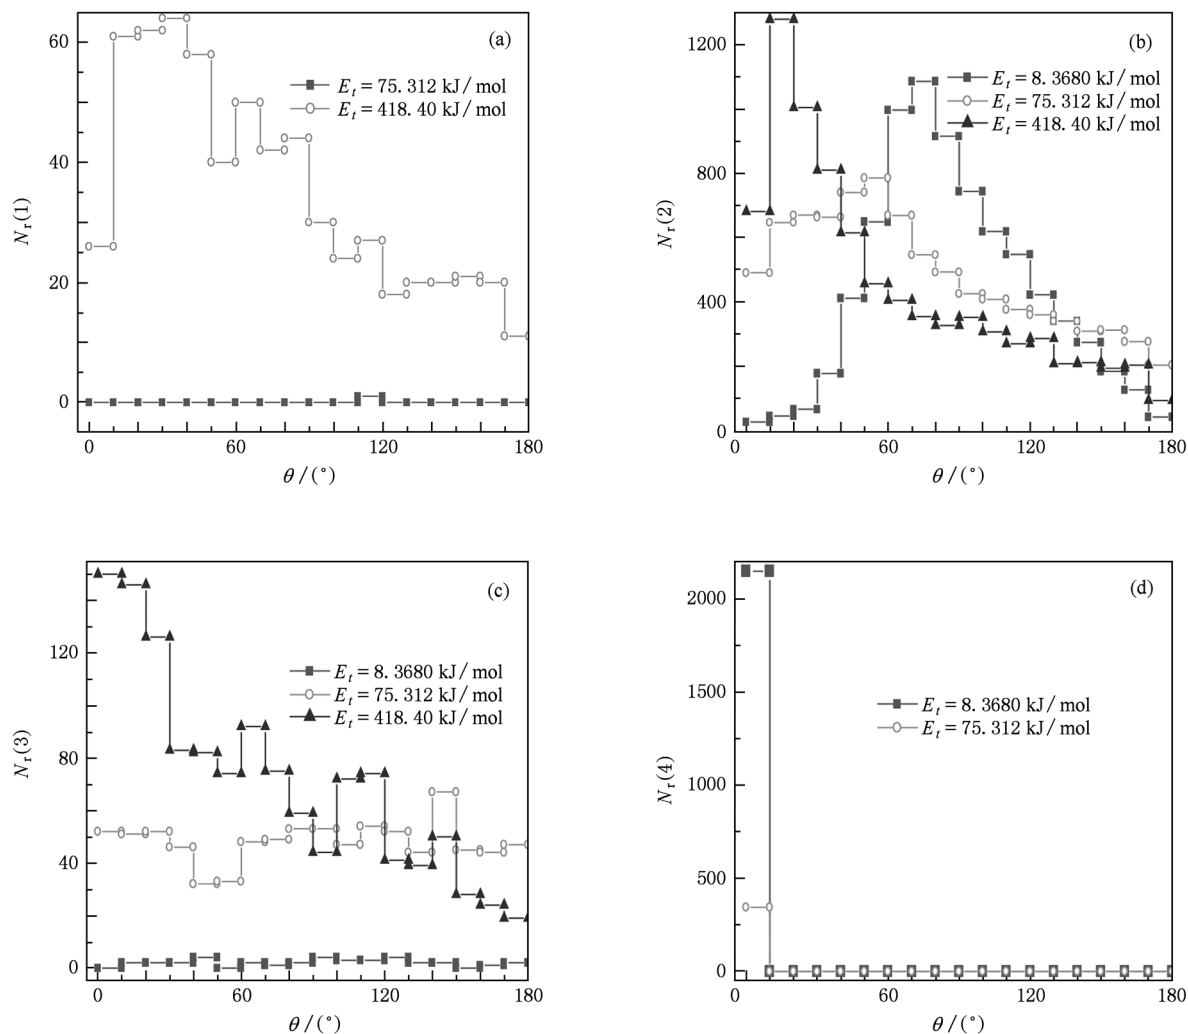 (a)
E_t = 75. 312 kJ/mol
E_t = 418. 40 kJ/mol
60
40
20
0
N_r(1)
0 60 120 180
θ/(°)
(b)
E_t = 8. 3680 kJ/mol
E_t = 75. 312 kJ/mol
E_t = 418. 40 kJ/mol
1200
800
400
0
N_r(2)
0 60 120 180
θ/(°)
(c)
E_t = 8. 3680 kJ/mol
E_t = 75. 312 kJ/mol
E_t = 418. 40 kJ/mol
120
80
40
0
N_r(3)
0 60 120 180
θ/(°)
(d)
E_t = 8. 3680 kJ/mol
E_t = 75. 312 kJ/mol
2000
1500
1000
500
0
N_r(4)
0 60 120 180
θ/(°)